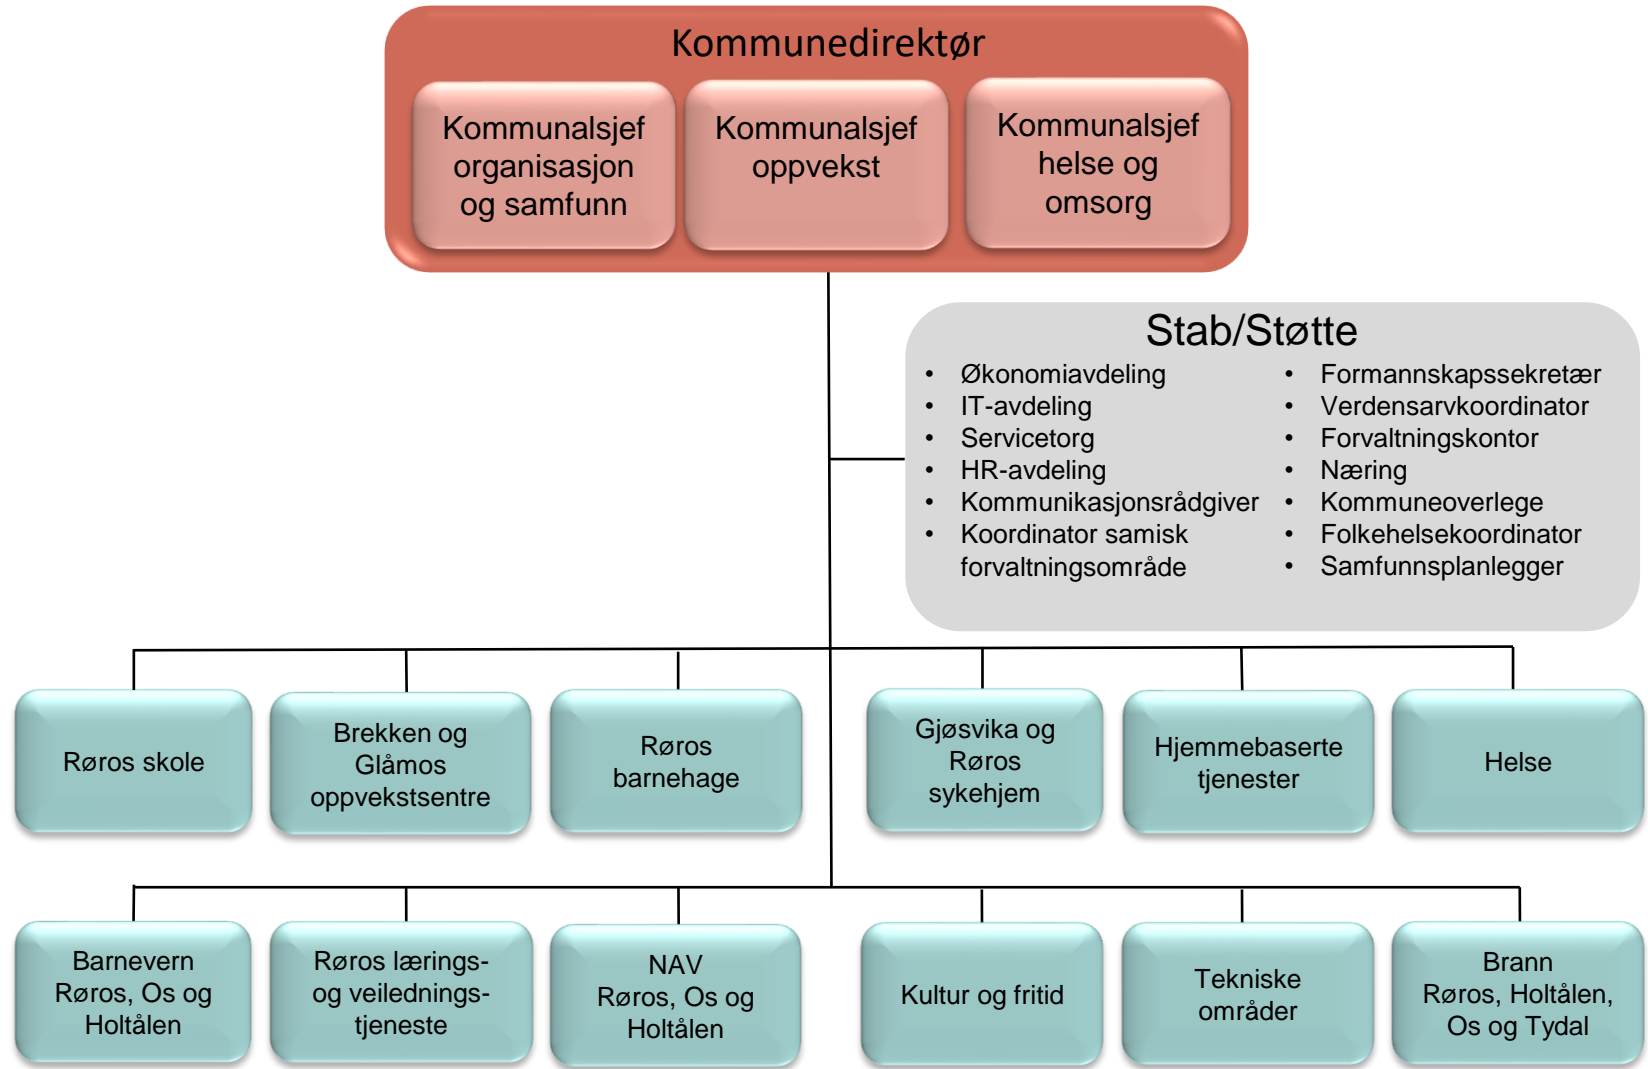 Kommunedirektør
Kommunalsjef
organisasjon
og samfunn
Kommunalsjef
oppvekst
Kommunalsjef
helse og
omsorg
Stab/Støtte
• Økonomiavdeling
• IT-avdeling
• Servicetorg
• HR-avdeling
• Kommunikasjonsrådgiver
• Koordinator samisk
forvaltningsområde
• Formannskapssekretær
• Verdensarvkoordinator
• Forvaltningskontor
• Næring
• Kommuneoverlege
• Folkehelsekoordinator
• Samfunnsplanlegger
Røros skole
Brekken og
Glåmos
oppvekstsentre
Røros
barnehage
Gjøsvika og
Røros
sykehjem
Hjemmebaserte
tjenester
Helse
Barnevern
Røros, Os og
Holtålen
Røros lærings-
og veilednings-
tjeneste
NAV
Røros, Os og
Holtålen
Kultur og fritid
Tekniske
områder
Brann
Røros, Holtålen,
Os og Tydal